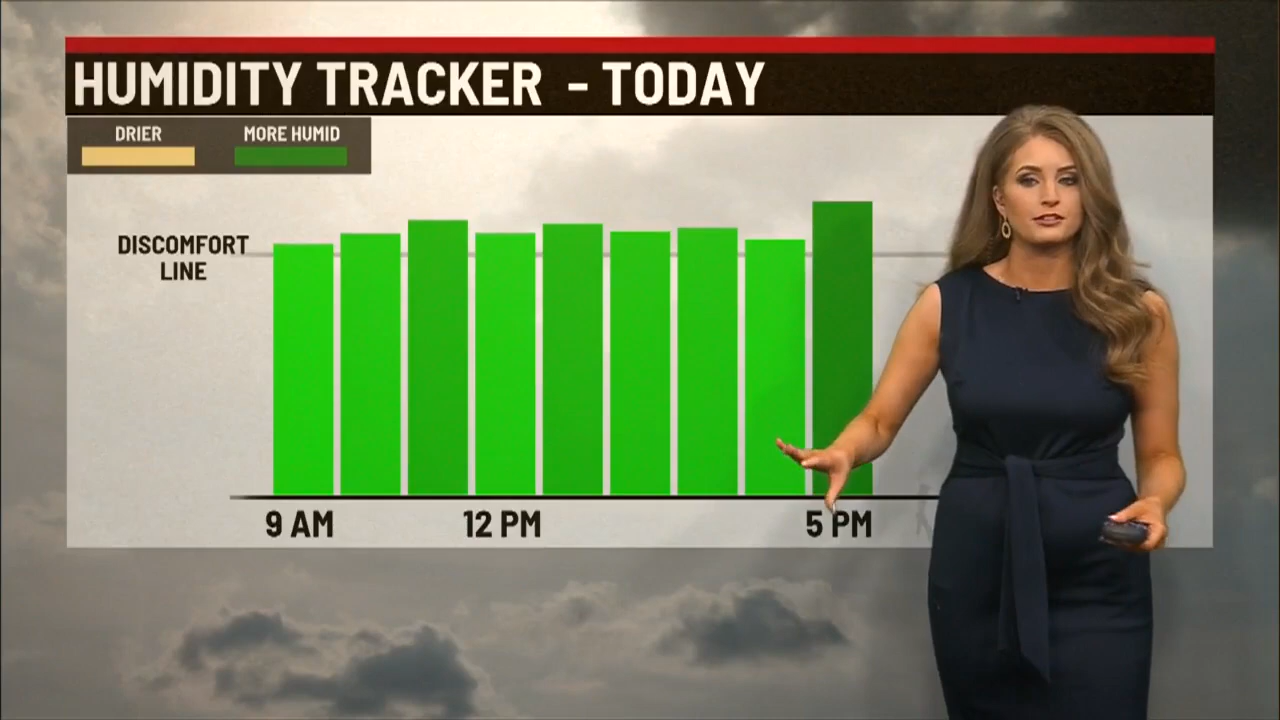 HUMIDITY TRACKER - TODAY
DRIER
MORE HUMID
DISCOMFORT
LINE
9 AM
12 PM
5 PM